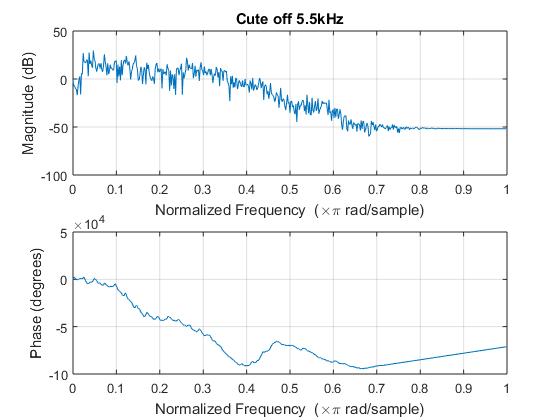 Cute off 5.5kHz
50
0
-50
-100
Magnitude (dB)
0 0.1 0.2 0.3 0.4 0.5 0.6 0.7 0.8 0.9 1
Normalized Frequency (×π rad/sample)
×10⁴
5
0
-5
-10
Phase (degrees)
0 0.1 0.2 0.3 0.4 0.5 0.6 0.7 0.8 0.9 1
Normalized Frequency (×π rad/sample)